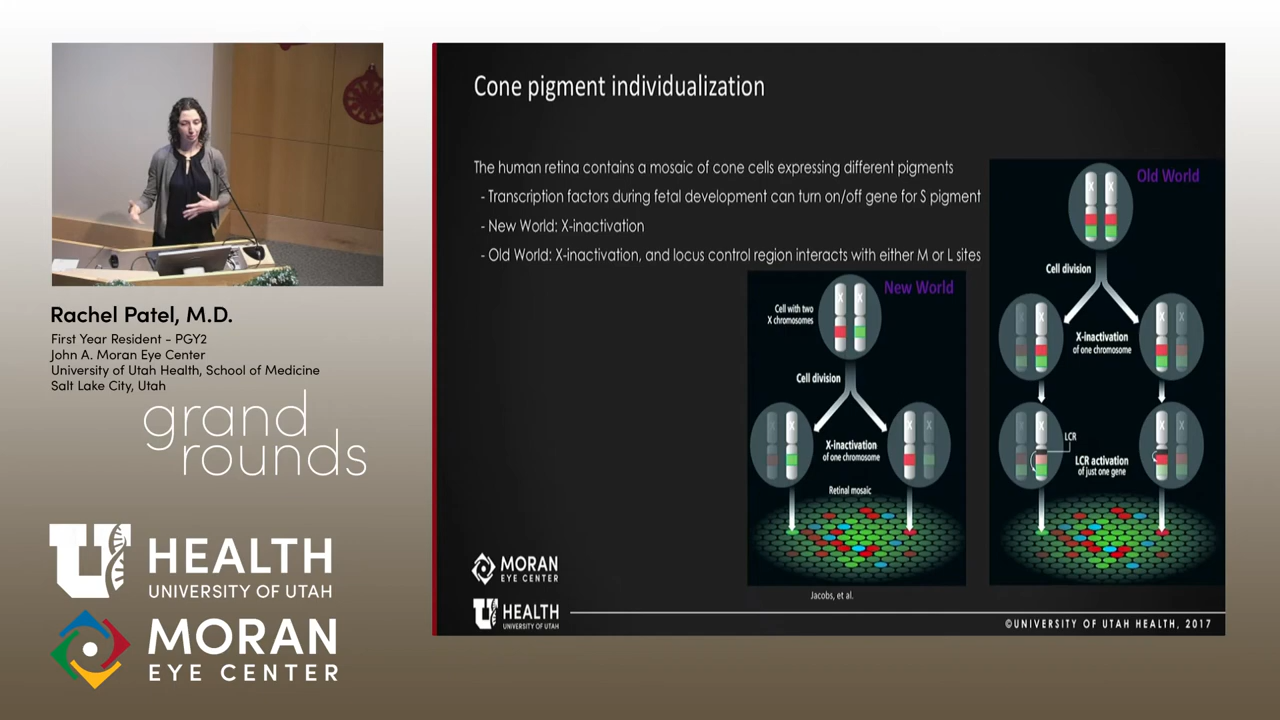 Rachel Patel, M.D.
First Year Resident - PGY2
John A. Moran Eye Center
University of Utah Health, School of Medicine
Salt Lake City, Utah
grand
rounds
U
HEALTH
UNIVERSITY OF UTAH
MORAN
EYE CENTER
Cone pigment individualization
The human retina contains a mosaic of cone cells expressing different pigments
- Transcription factors during fetal development can turn on/off gene for S pigment
- New World: X-inactivation
- Old World: X-inactivation, and locus control region interacts with either M or L sites
New World
Cell with two
X chromosomes
X X
Cell division
X X
X X
X-inactivation
of one chromosome
Retinal mosaic
Jacobs, et al.
Old World
X X
Cell division
X X
X X
X-inactivation
of one chromosome
X X
X X
LCR
LCR activation
of just one gene
MORAN
EYE CENTER
U
HEALTH
UNIVERSITY OF UTAH
©UNIVERSITY OF UTAH HEALTH, 2017